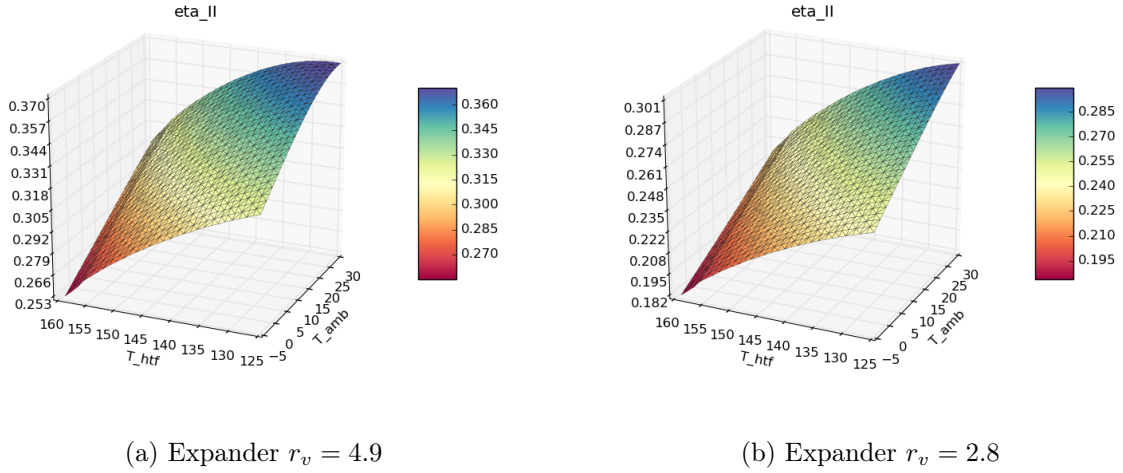 eta_II
0.370
0.357
0.344
0.331
0.318
0.305
0.292
0.279
0.266
0.253
160 155 150 145 140 135 130 125
T_htf
−5 0 5 10 15 20 25 30
T_amb
0.360
0.345
0.330
0.315
0.300
0.285
0.270
(a) Expander r_v = 4.9
eta_II
0.301
0.287
0.274
0.261
0.248
0.235
0.222
0.208
0.195
0.182
160 155 150 145 140 135 130 125
T_htf
−5 0 5 10 15 20 25 30
T_amb
0.285
0.270
0.255
0.240
0.225
0.210
0.195
(b) Expander r_v = 2.8